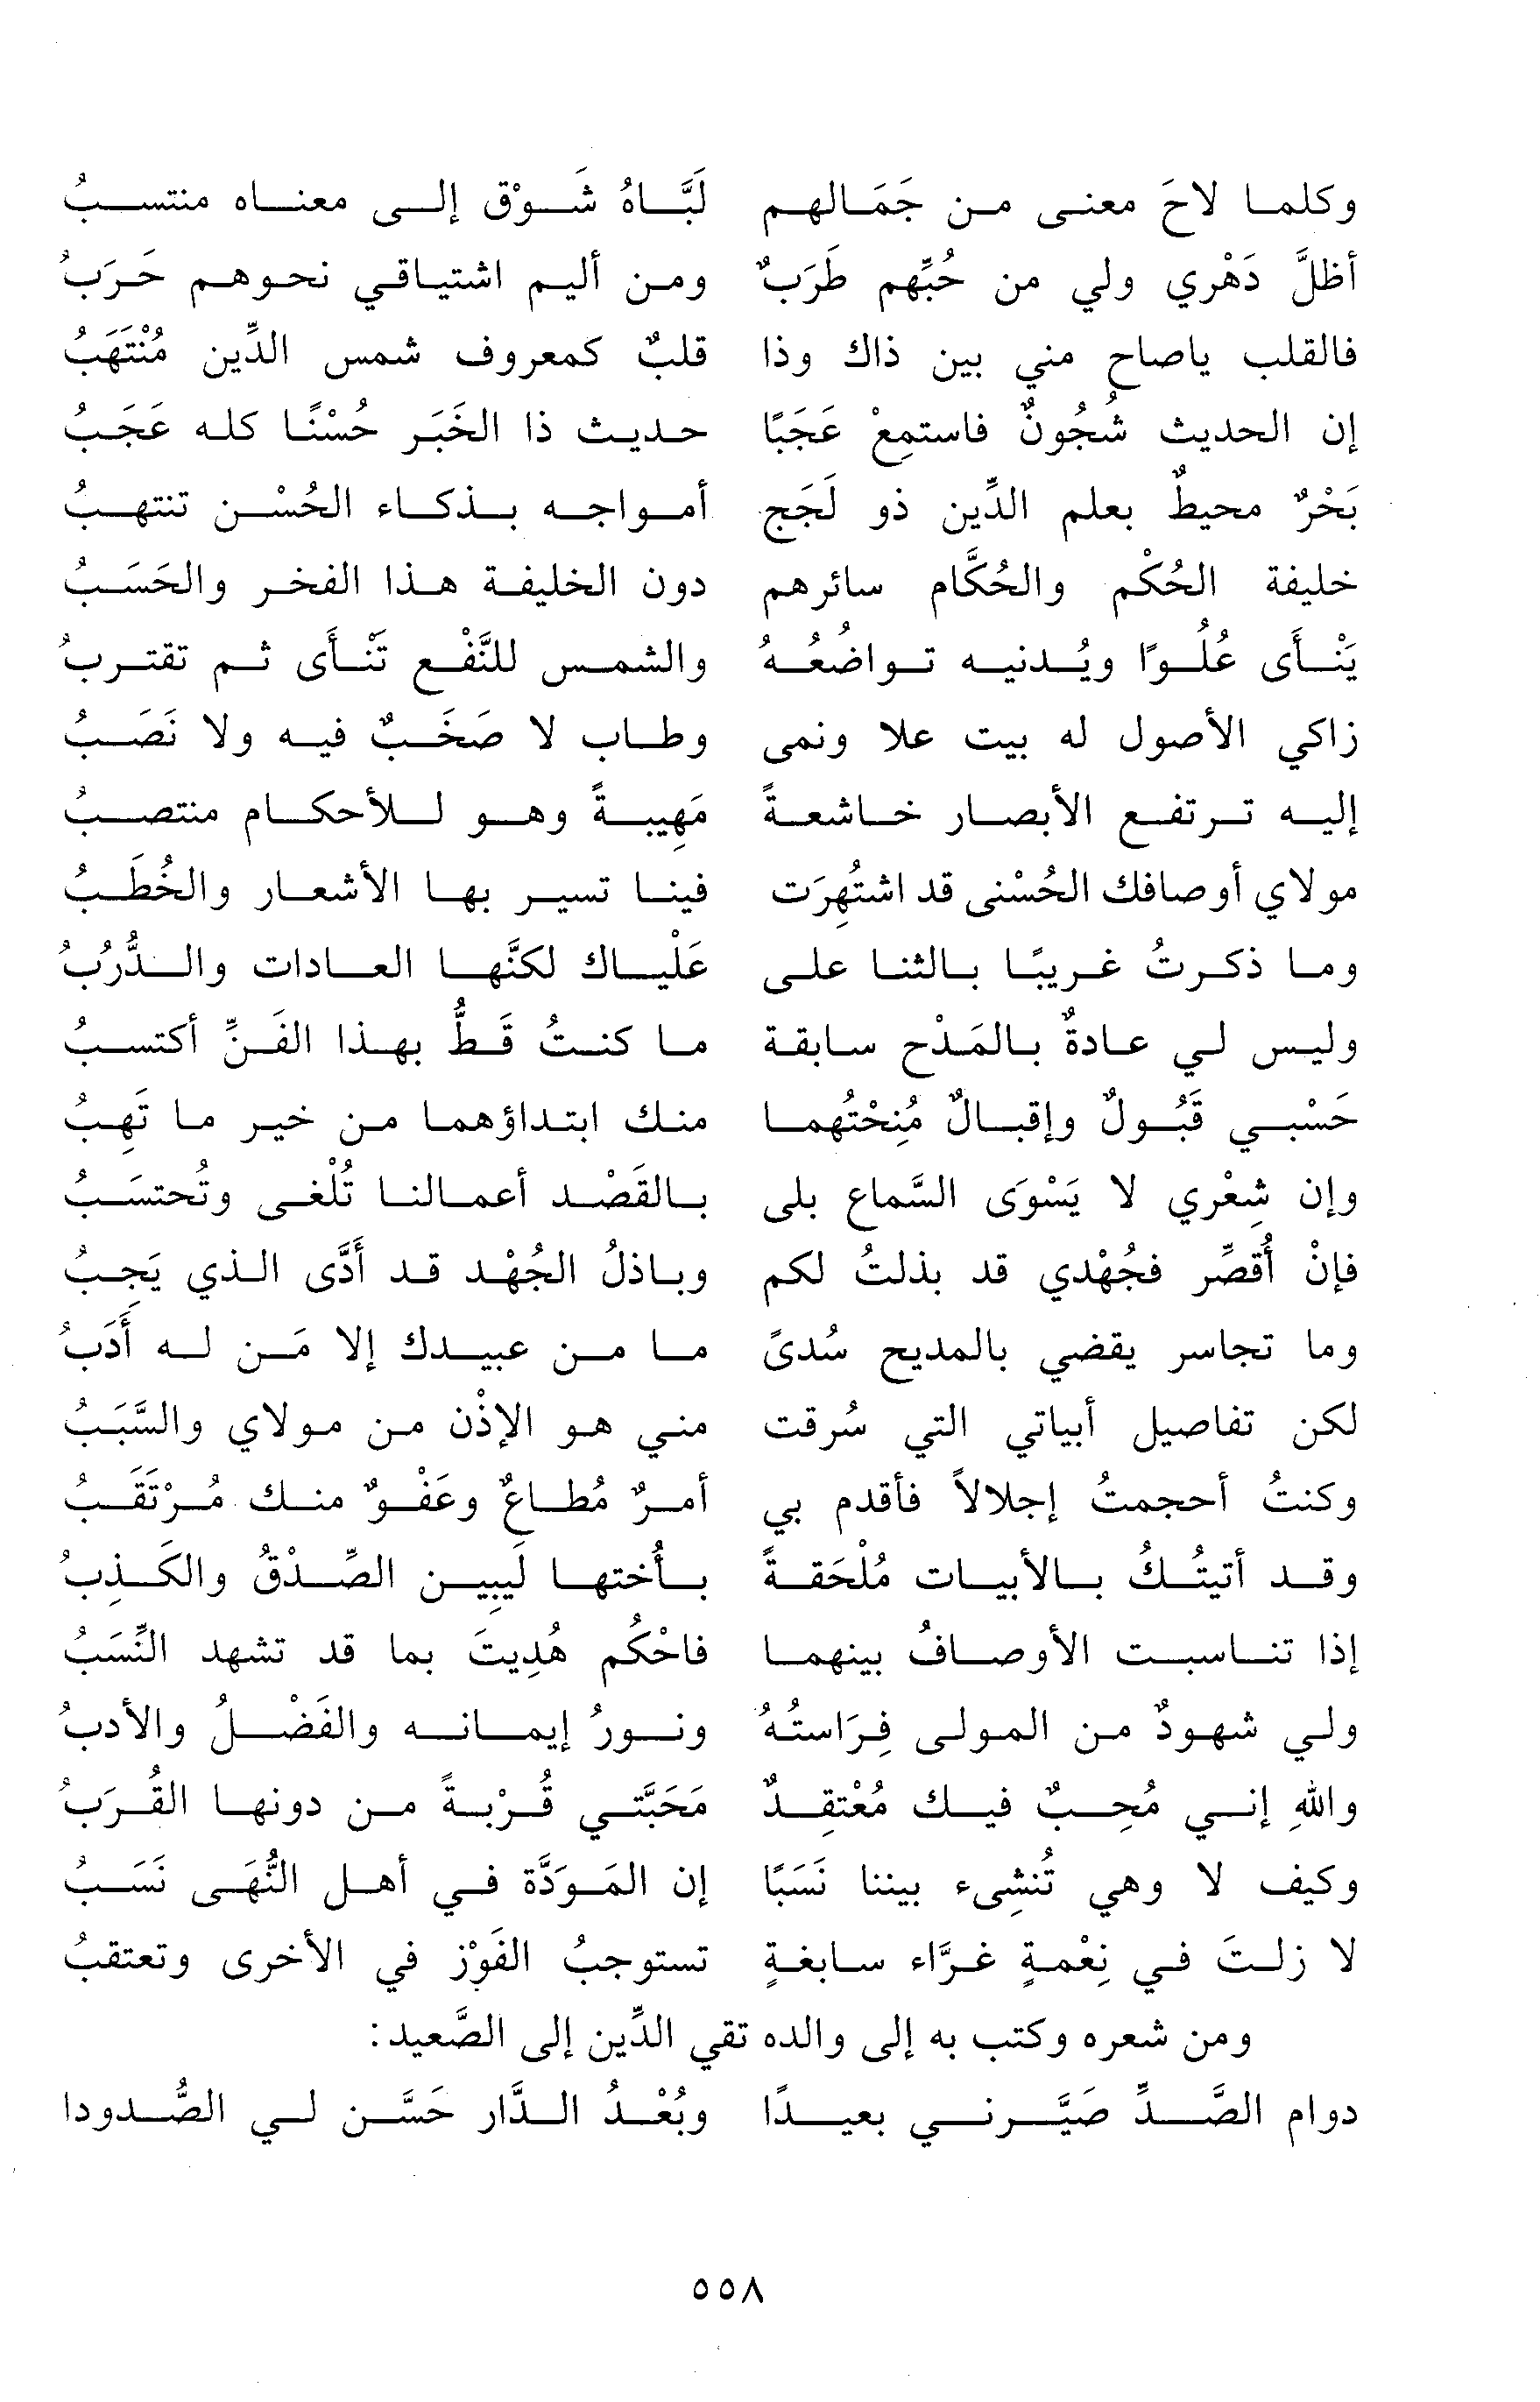 وكلما لاحَ معنى من جَمَالهم لَبَّاهُ شَوْق إلى معناه منتسبُ
أظلَّ دَهْري ولي من حُبِّهم طَرَبٌ ومن أليم اشتياقي نحوهم حَرَبُ
فالقلب ياصاح مني بين ذاك وذا قلبٌ كمعروف شمس الدِّين مُنْتَهَبُ
إن الحديث شُجُونٌ فاستمِعْ عَجَبًا حديث ذا الخَبَر حُسْنًا كله عَجَبُ
بَحْرٌ محيطٌ بعلم الدِّين ذو لَجَج أمواجه بذكاء الحُسْن تنتهبُ
خليفة الحُكْم والحُكَّام سائرهم دون الخليفة هذا الفخر والحَسَبُ
يَنْأَى عُلُوًا ويُدنيه تواضُعُهُ والشمس للنَّفْع تَنْأَى ثم تقتربُ
زاكي الأصول له بيت علا ونمى وطاب لا صَخَبٌ فيه ولا نَصَبُ
إليه ترتفع الأبصار خاشعةً مَهِيبةً وهو للأحكام منتصبُ
مولاي أوصافك الحُسْنى قد اشتُهِرَت فينا تسير بها الأشعار والخُطَبُ
وما ذكرتُ غريبًا بالثنا على عَلْياك لكنَّها العادات والدُّرُبُ
وليس لي عادةٌ بالمَدْح سابقة ما كنتُ قَطُّ بهذا الفَنِّ أكتسبُ
حَسْبي قَبُولٌ وإقبالٌ مُنِحْتُهما منك ابتداؤهما من خير ما تَهِبُ
وإن شِعْري لا يَسْوَى السَّماع بلى بالقَصْد أعمالنا تُلْغى وتُحتسَبُ
فإنْ أُقصِّر فجُهْدي قد بذلتُ لكم وباذلُ الجُهْد قد أَدَّى الذي يَجِبُ
وما تجاسر يقضي بالمديح سُدىً ما من عبيدك إلا مَن له أَدَبُ
لكن تفاصيل أبياتي التي سُرقت مني هو الإذْن من مولاي والسَّبَبُ
وكنتُ أحجمتُ إجلالاً فأقدم بي أمرٌ مُطاعٌ وعَفْوٌ منك مُرْتَقَبُ
وقد أتيتُكُ بالأبيات مُلْحَقةً بأُختها لَيبِين الصِّدْقُ والكَذِبُ
إذا تناسبت الأوصافُ بينهما فاحْكُم هُدِيتَ بما قد تشهد النِّسَبُ
ولي شهودٌ من المولى فِرَاستُهُ ونورُ إيمانه والفَضْلُ والأدبُ
واللهِ إني مُحِبٌ فيك مُعْتقِدٌ مَحَبَّتي قُرْبةً من دونها القُرَبُ
وكيف لا وهي تُنشِىء بيننا نَسَبًا إن المَوَدَّة في أهل النُّهَى نَسَبُ
لا زلتَ في نِعْمةٍ غرَّاء سابغةٍ تستوجبُ الفَوْز في الأخرى وتعتقبُ
ومن شعره وكتب به إلى والده تقي الدِّين إلى الصَّعيد:
دوام الصَّدِّ صَيَّرني بعيدًا وبُعْدُ الدَّار حَسَّن لي الصُّدودا
٥٥٨